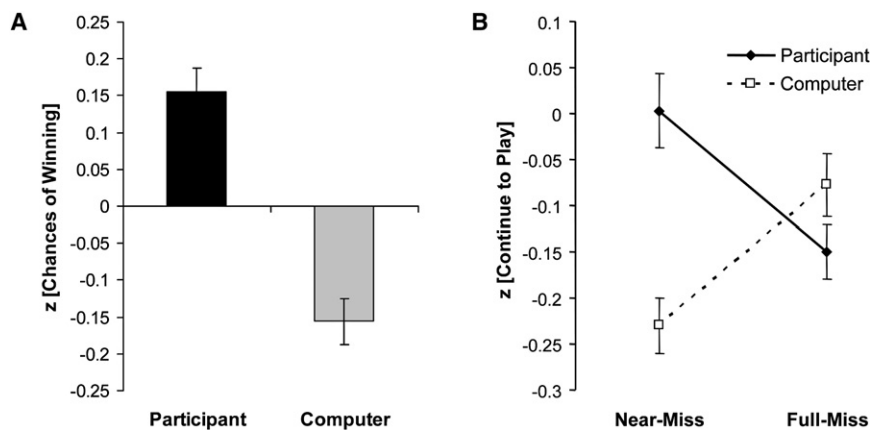 A
z [Chances of Winning]
0.25
0.2
0.15
0.1
0.05
0
-0.05
-0.1
-0.15
-0.2
-0.25
Participant Computer
B
z [Continue to Play]
0.1
0.05
0
-0.05
-0.1
-0.15
-0.2
-0.25
-0.3
Participant
Computer
Near-Miss Full-Miss